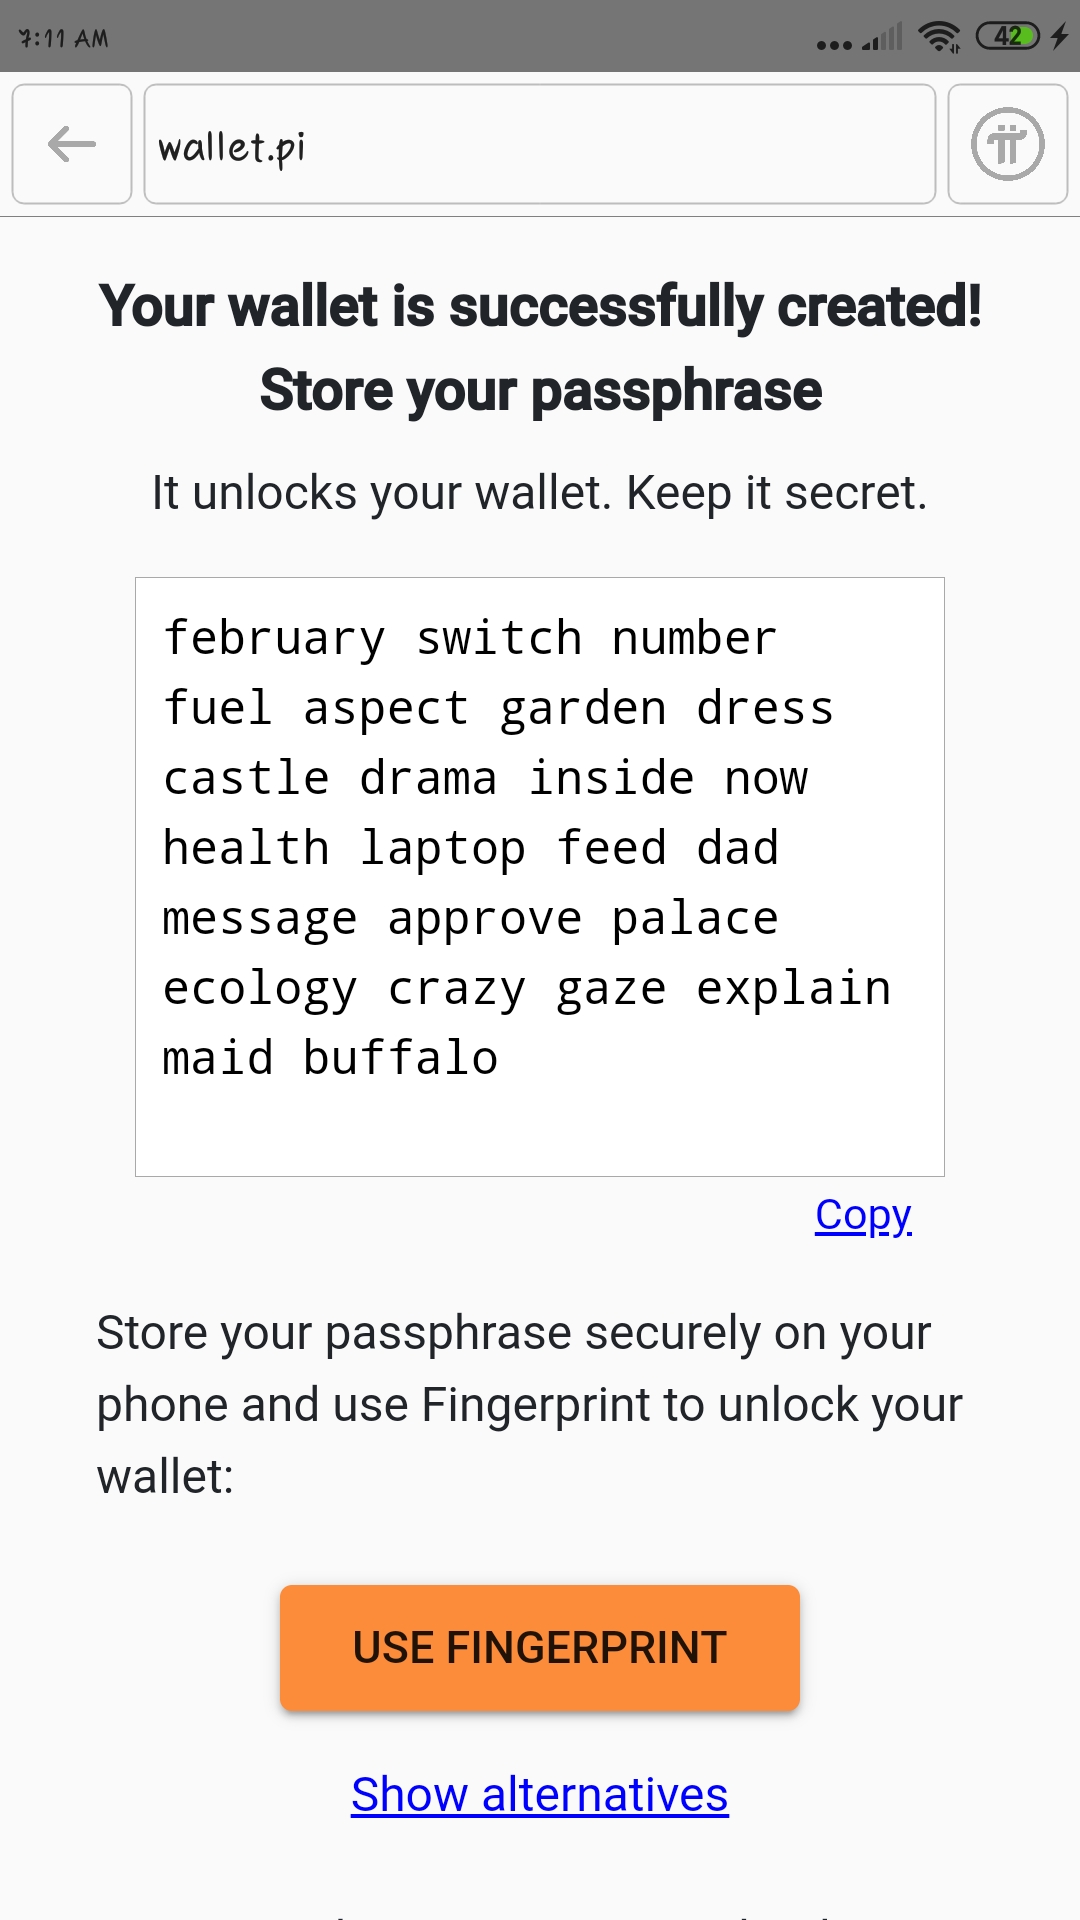 7:11 AM
42
wallet.pi
Your wallet is successfully created!
Store your passphrase
It unlocks your wallet. Keep it secret.
february switch number
fuel aspect garden dress
castle drama inside now
health laptop feed dad
message approve palace
ecology crazy gaze explain
maid buffalo
Copy
Store your passphrase securely on your
phone and use Fingerprint to unlock your
wallet:
USE FINGERPRINT
Show alternatives